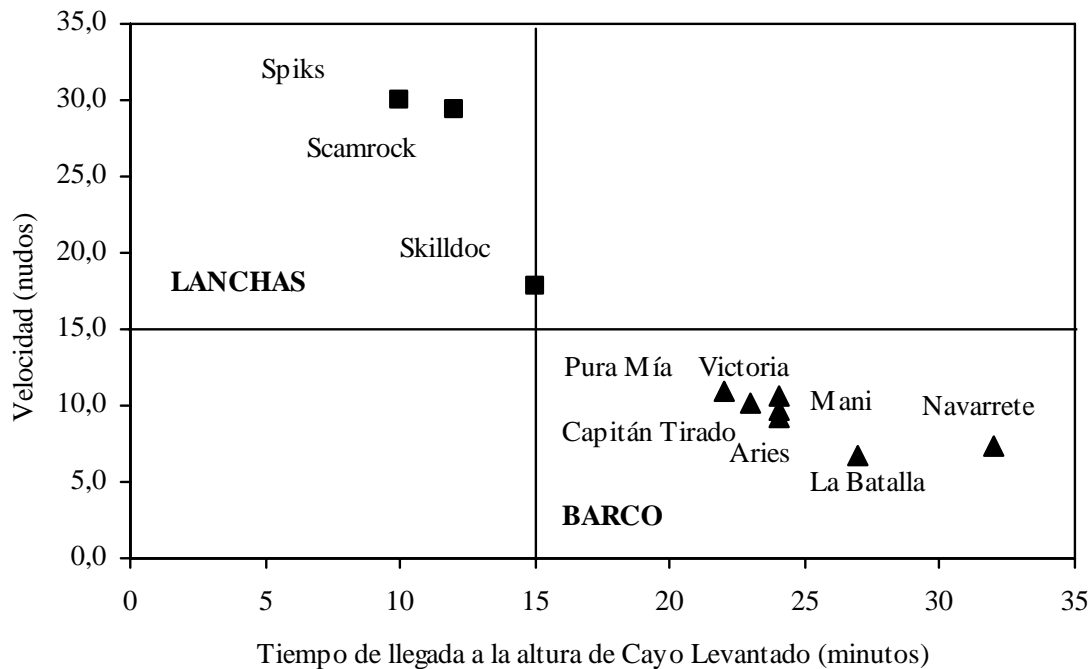 35,0
30,0
25,0
20,0
15,0
10,0
5,0
0,0
Velocidad (nudos)
Spiks
Scamrock
Skilldoc
LANCHAS
Pura Mía
Victoria
Mani
Navarrete
Capitán Tirado
Aries
La Batalla
BARCO
0 5 10 15 20 25 30 35
Tiempo de llegada a la altura de Cayo Levantado (minutos)